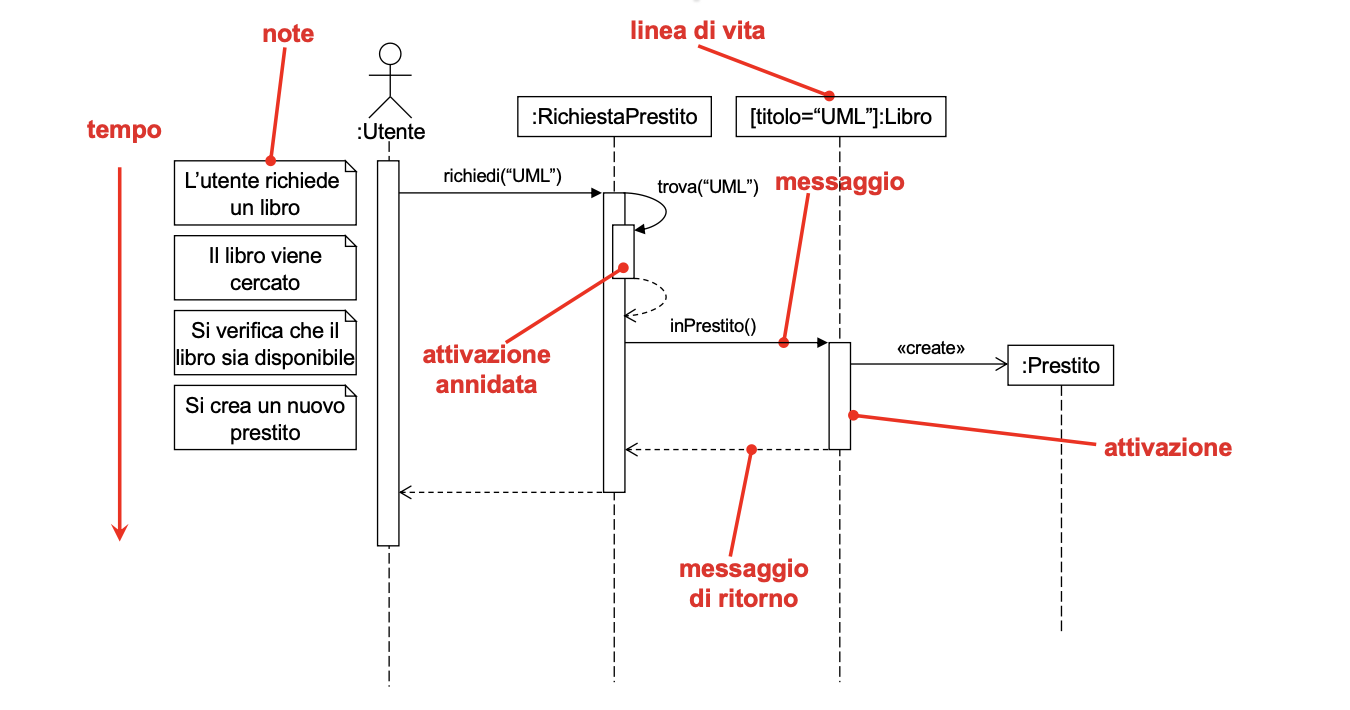 note
linea di vita
tempo
:Utente
:RichiestaPrestito
[titolo=“UML”]:Libro
L’utente richiede
un libro
richiedi(“UML”)
trova(“UML”)
messaggio
Il libro viene
cercato
Si verifica che il
libro sia disponibile
attivazione
annidata
inPrestito()
«create»
:Prestito
Si crea un nuovo
prestito
attivazione
messaggio
di ritorno